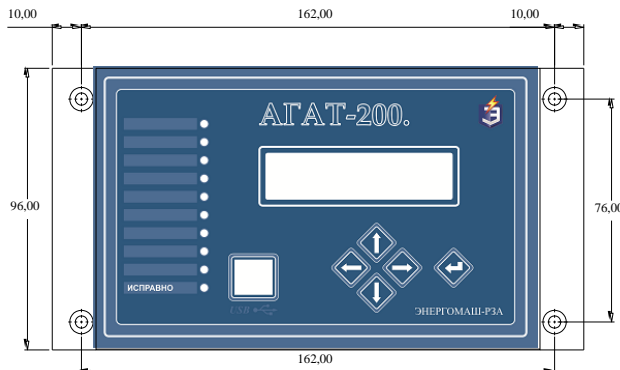 10,00 162,00 10,00
АГАТ-200.
96,00
76,00
ИСПРАВНО
USB
ЭНЕРГОМАШ-РЗА
162,00